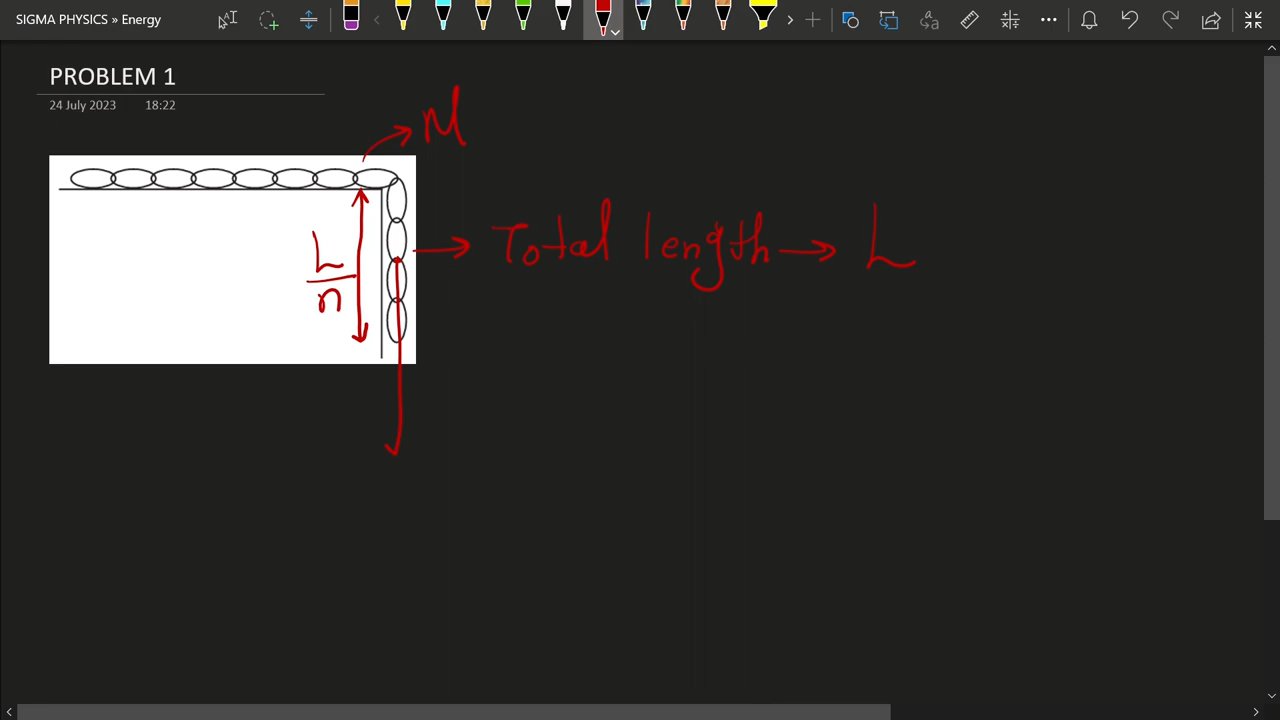 SIGMA PHYSICS » Energy
PROBLEM 1
24 July 2023 18:22
M
Total length → L
L
n